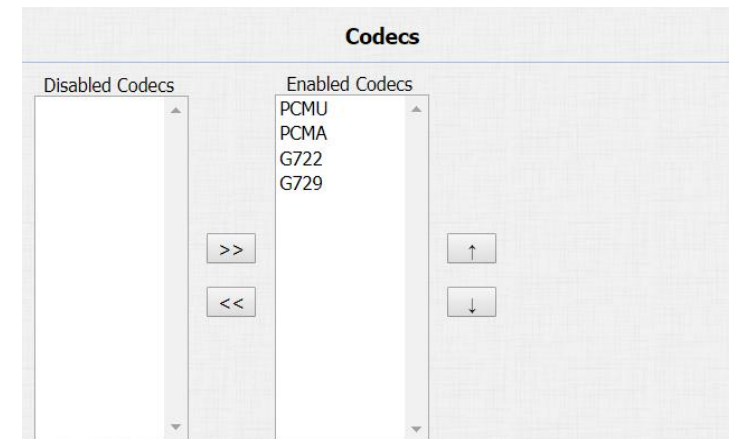 Codecs
Disabled Codecs
Enabled Codecs
PCMU
PCMA
G722
G729
>>
↑
<<
↓